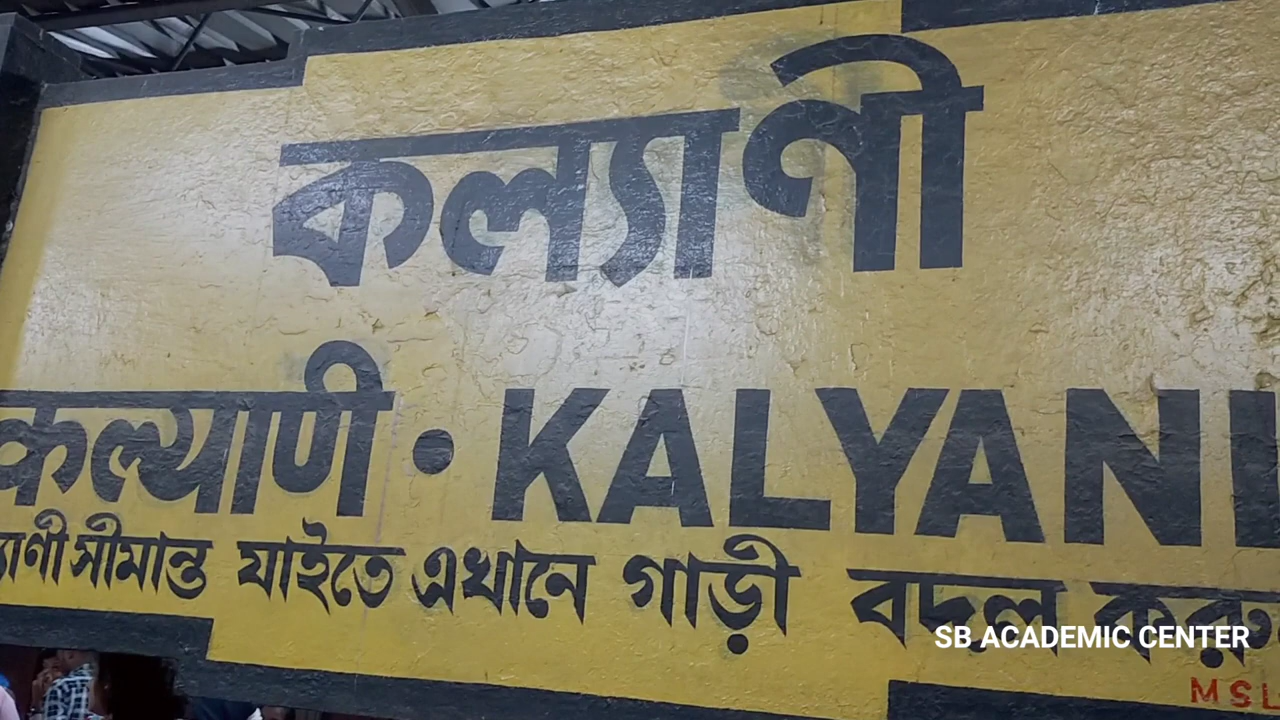 কল্যাণী
कल्याणी • KALYANI
সীমান্ত যাইতে এখানে গাড়ী বদল
SB ACADEMIC CENTER
MSL